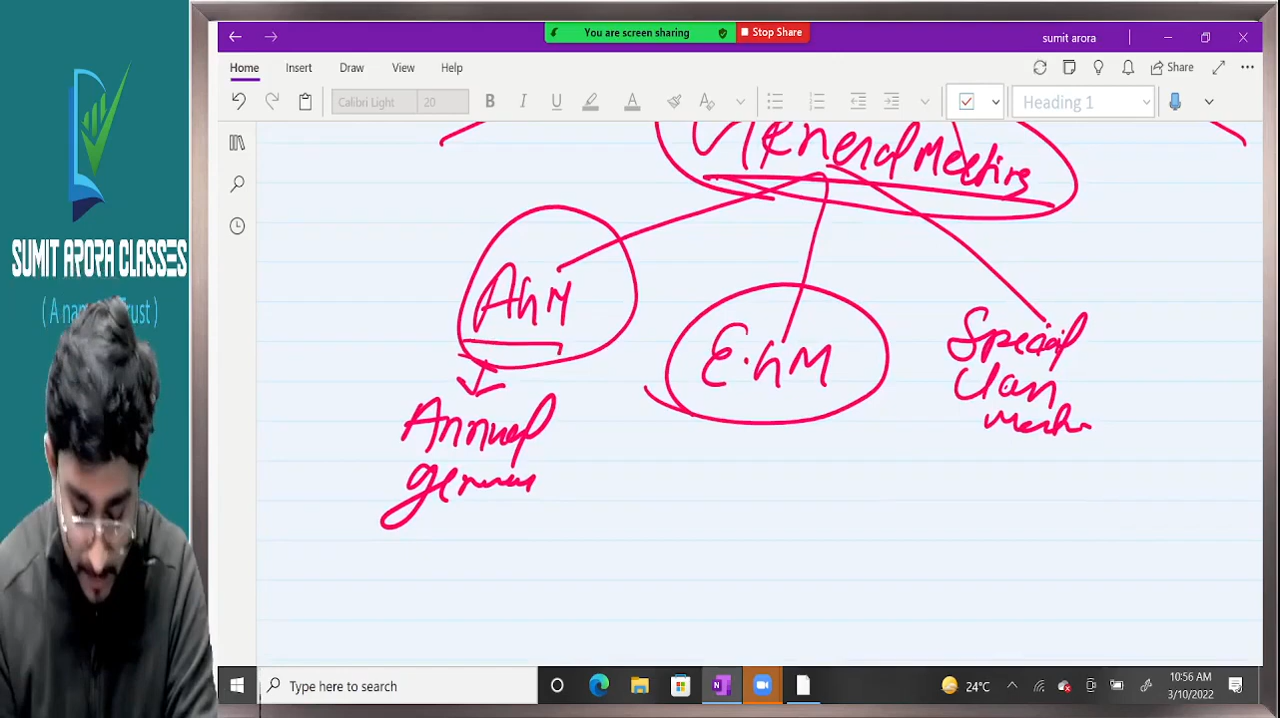 You are screen sharing
Stop Share
sumit arora
Home
Insert
Draw
View
Help
Share
Calibri Light
20
B
I
U
A
Heading 1
General Meeting
AGM
E.GM
Special
Class
Annual
SUMIT ARORA CLASSES
Type here to search
24°C
10:56 AM
3/10/2022